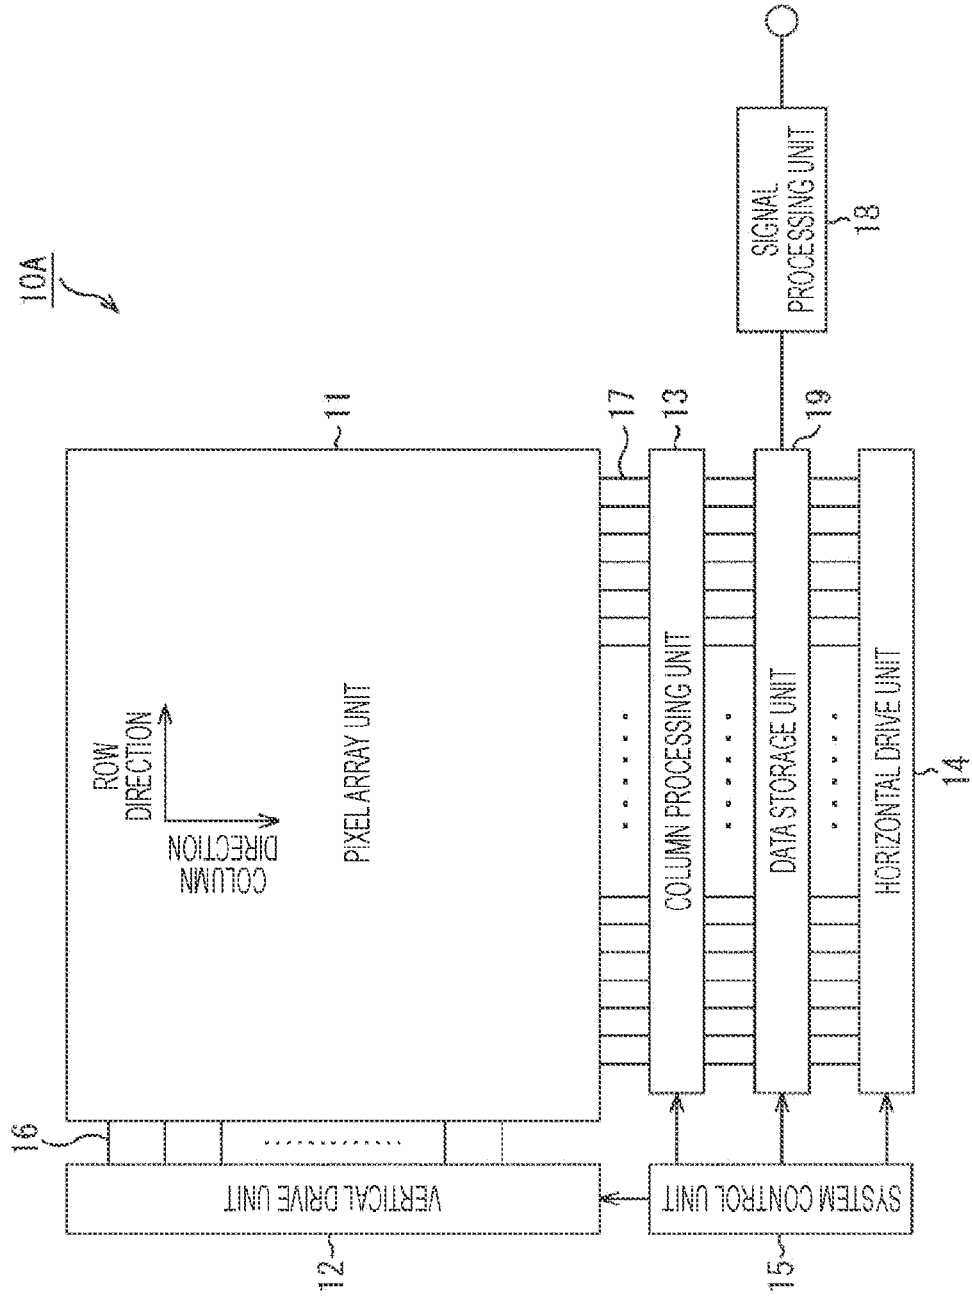 10A
16
11
ROW
DIRECTION
COLUMN
DIRECTION
PIXEL ARRAY UNIT
VERTICAL DRIVE UNIT
12
17
COLUMN PROCESSING UNIT
13
SIGNAL
PROCESSING UNIT
18
DATA STORAGE UNIT
19
SYSTEM CONTROL UNIT
15
HORIZONTAL DRIVE UNIT
14